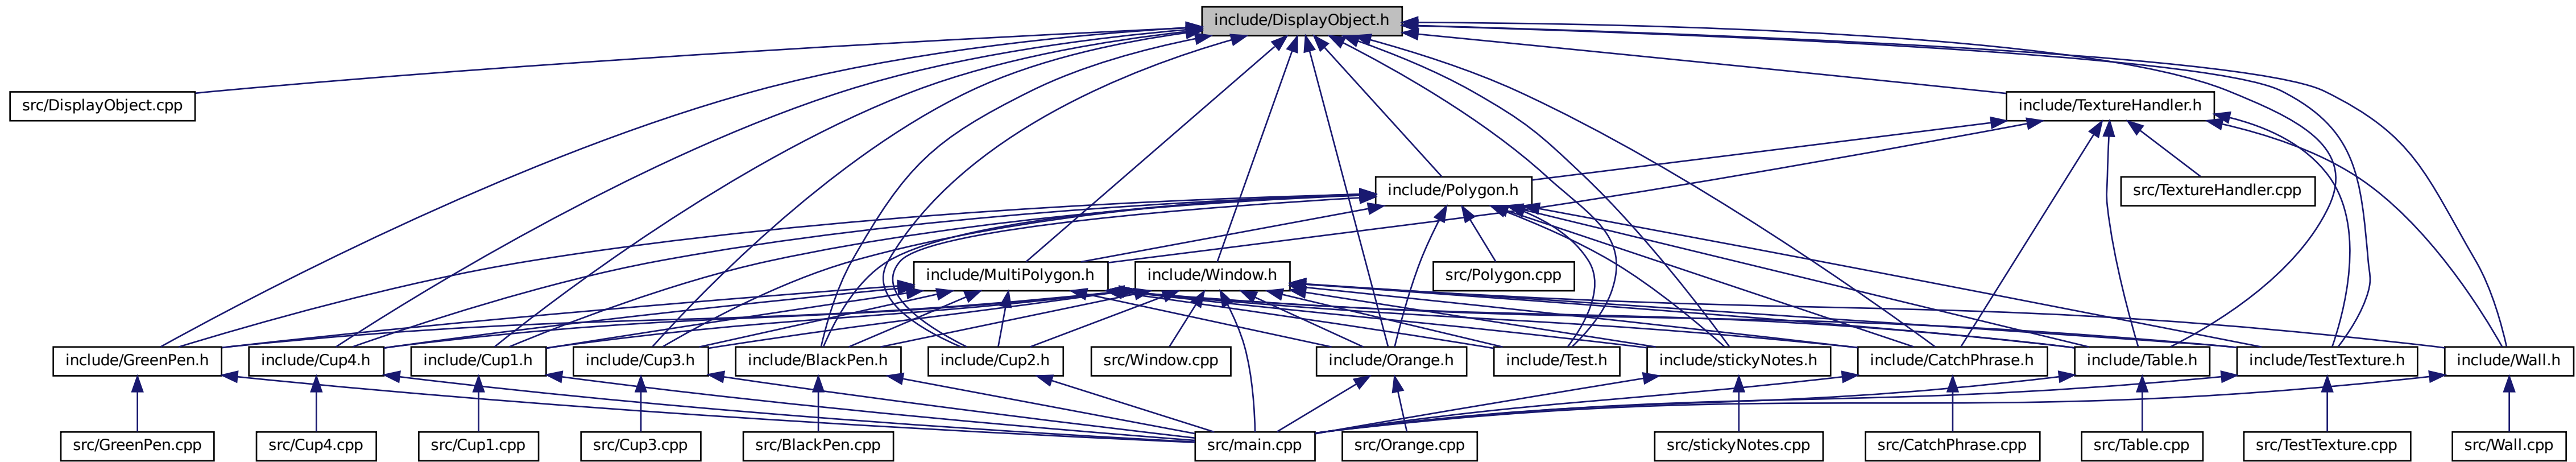 include/DisplayObject.h
src/DisplayObject.cpp
include/TextureHandler.h
include/Polygon.h
src/TextureHandler.cpp
include/MultiPolygon.h
include/Window.h
src/Polygon.cpp
include/GreenPen.h
include/Cup4.h
include/Cup1.h
include/Cup3.h
include/BlackPen.h
include/Cup2.h
src/Window.cpp
include/Orange.h
include/Test.h
include/stickyNotes.h
include/CatchPhrase.h
include/Table.h
include/TestTexture.h
include/Wall.h
src/GreenPen.cpp
src/Cup4.cpp
src/Cup1.cpp
src/Cup3.cpp
src/BlackPen.cpp
src/main.cpp
src/Orange.cpp
src/stickyNotes.cpp
src/CatchPhrase.cpp
src/Table.cpp
src/TestTexture.cpp
src/Wall.cpp